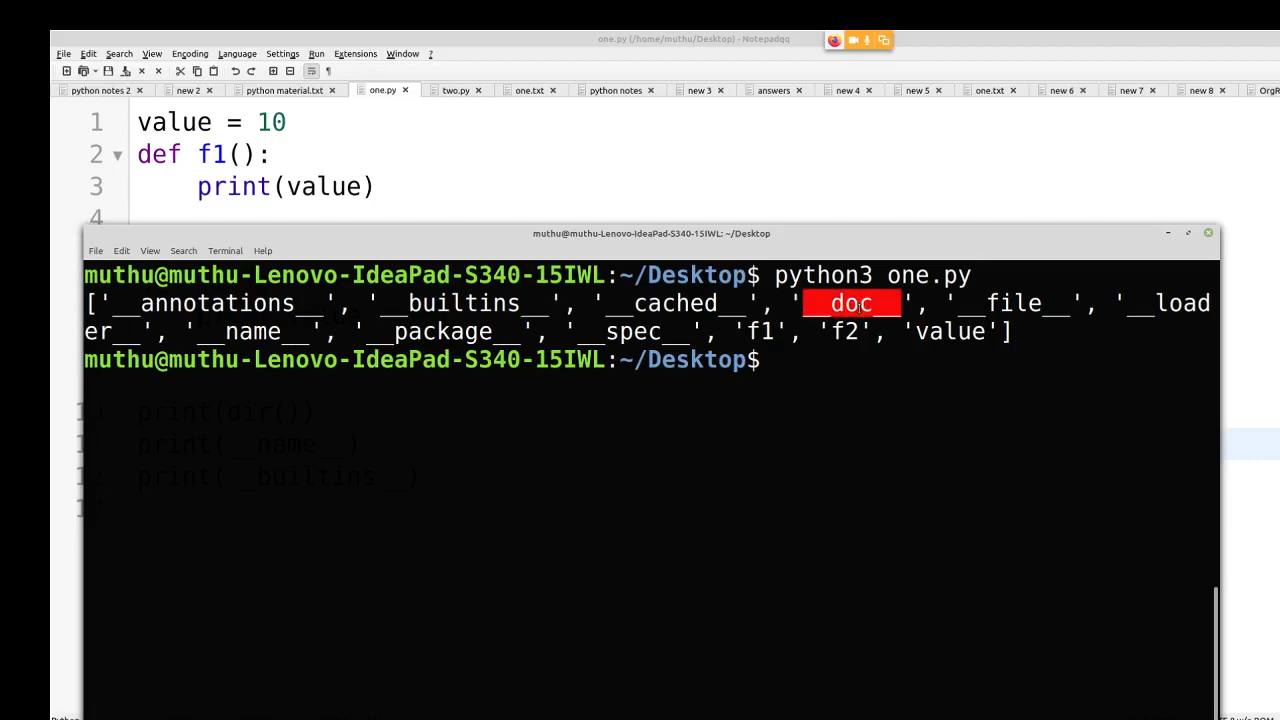 one.py (/home/muthu/Desktop) - Notepadqq
File Edit Search View Encoding Language Settings Run Extensions Window ?
python notes 2 new 2 python material.txt one.py two.py one.txt python notes new 3 answers new 4 new 5 one.txt new 6 new 7 new 8 OrgR
1 value = 10
2 def f1():
3 print(value)
4
muthu@muthu-Lenovo-IdeaPad-S340-15IWL: ~/Desktop
File Edit View Search Terminal Help
muthu@muthu-Lenovo-IdeaPad-S340-15IWL:~/Desktop$ python3 one.py
['__annotations__', '__builtins__', '__cached__', '__doc__', '__file__', '__load
er__', '__name__', '__package__', '__spec__', 'f1', 'f2', 'value']
muthu@muthu-Lenovo-IdeaPad-S340-15IWL:~/Desktop$
print(dir())
print(__name__)
print(__builtins__)